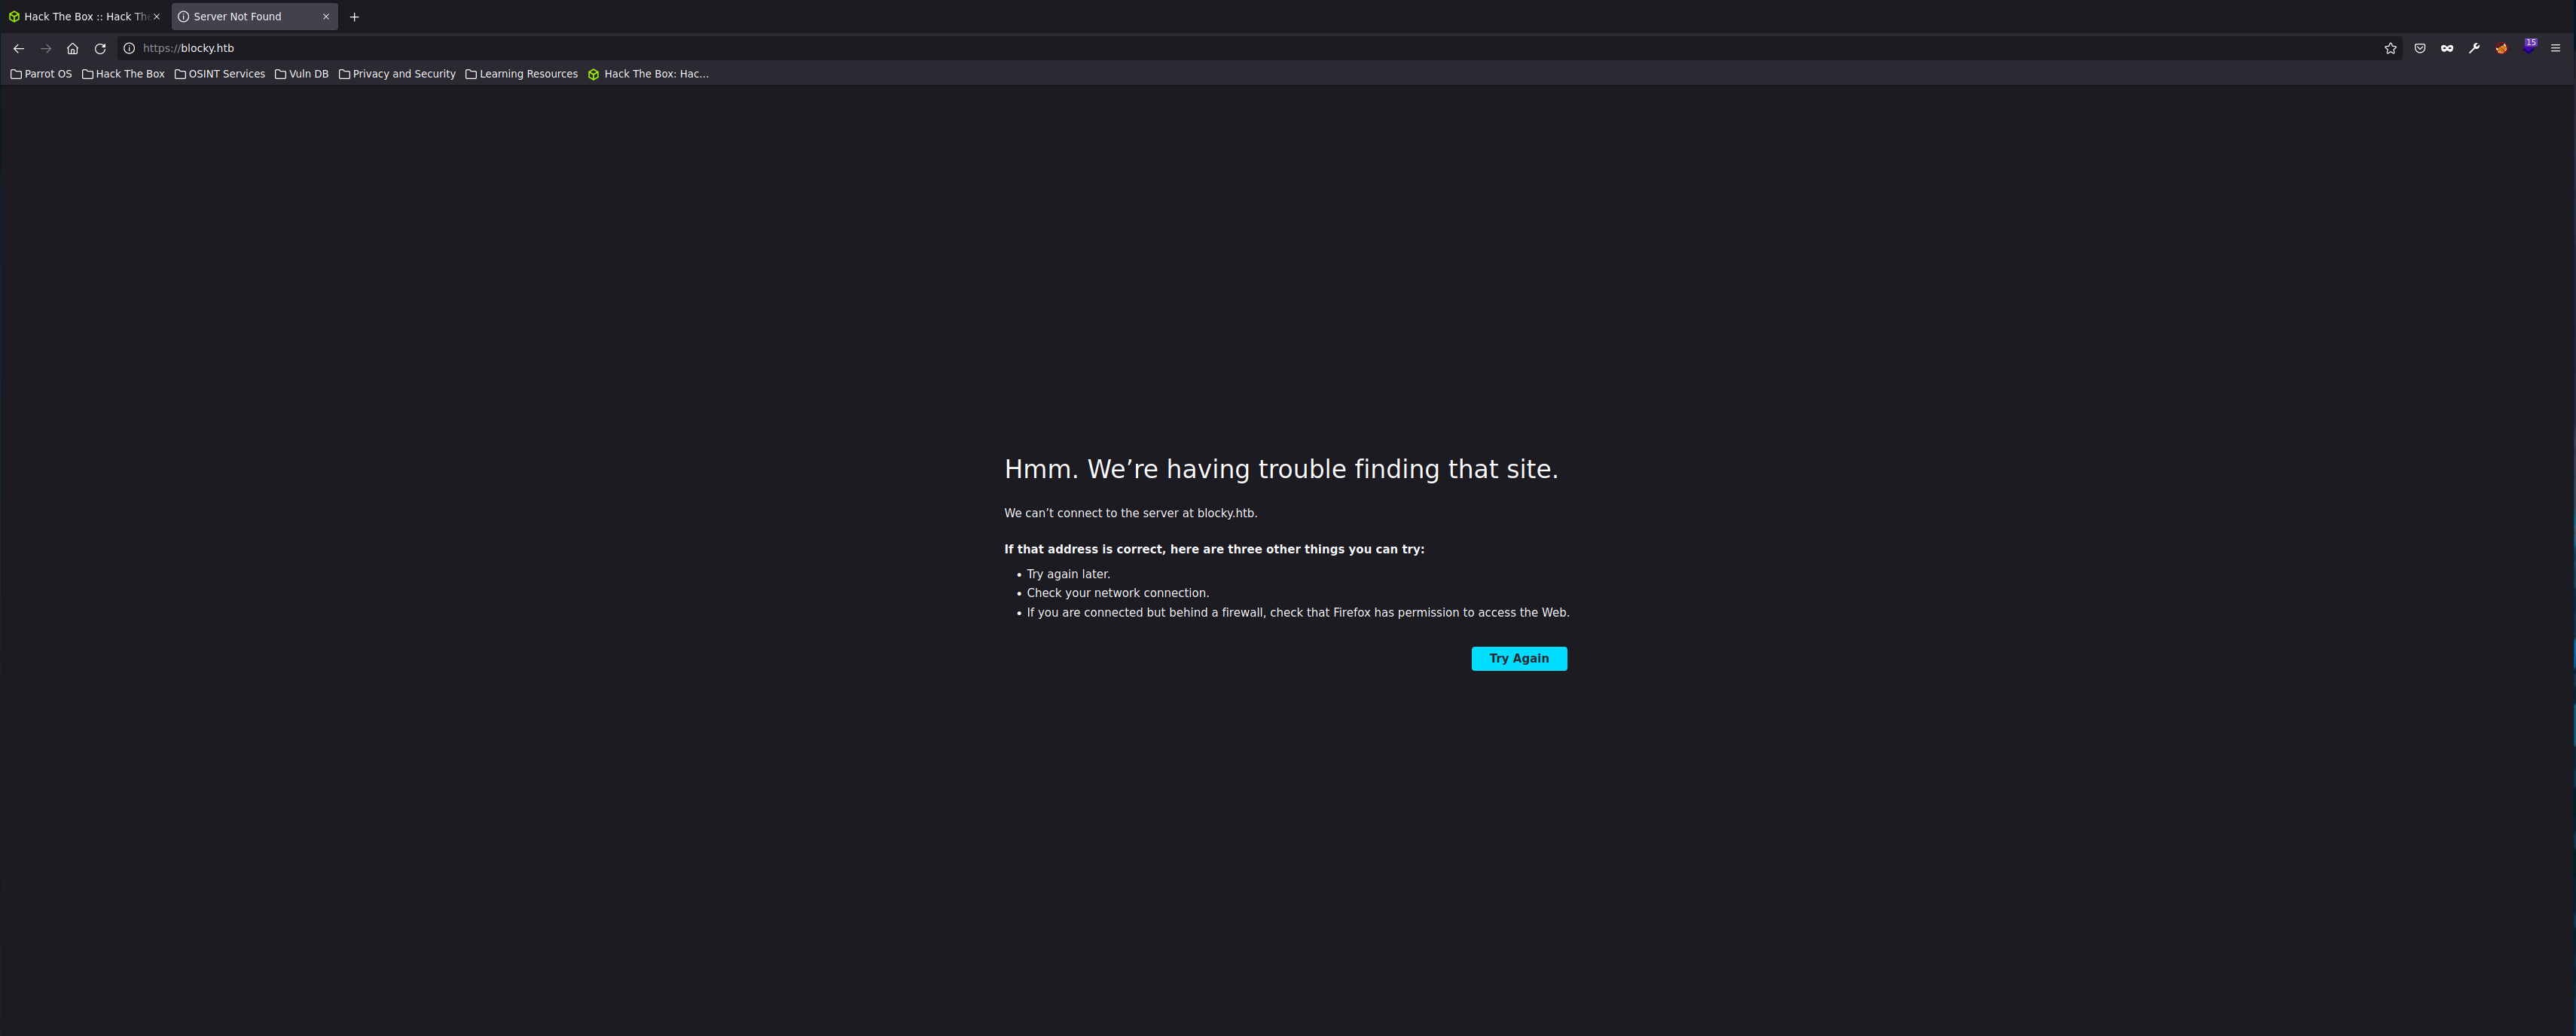 Hack The Box :: Hack The
Server Not Found
https://blocky.htb
15
Parrot OS Hack The Box OSINT Services Vuln DB Privacy and Security Learning Resources Hack The Box: Hac...
Hmm. We’re having trouble finding that site.
We can’t connect to the server at blocky.htb.
If that address is correct, here are three other things you can try:
• Try again later.
• Check your network connection.
• If you are connected but behind a firewall, check that Firefox has permission to access the Web.
Try Again